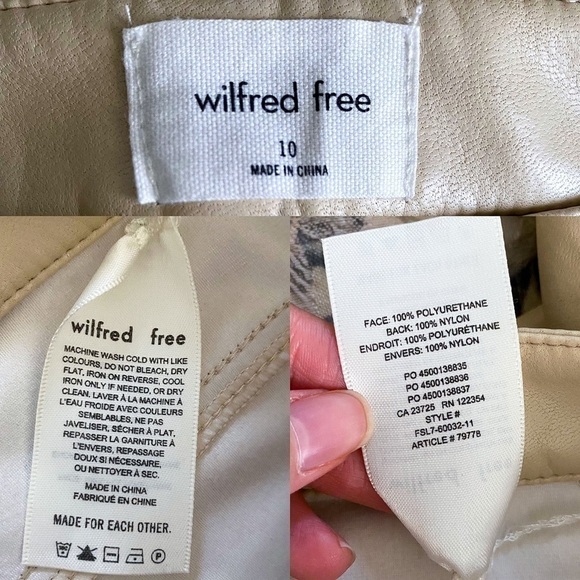 wilfred free
10
MADE IN CHINA
wilfred free
MACHINE WASH COLD WITH LIKE
COLOURS, DO NOT BLEACH, DRY
FLAT, IRON ON REVERSE, COOL
IRON ONLY IF NEEDED, OR DRY
CLEAN. LAVER À LA MACHINE À
L'EAU FROIDE AVEC COULEURS
SEMBLABLES, NE PAS
JAVELISER, SÉCHER À PLAT.
REPASSER LA GARNITURE À
L'ENVERS, REPASSAGE
DOUX SI NÉCESSAIRE,
OU NETTOYER À SEC.
MADE IN CHINA
FABRIQUÉ EN CHINE
MADE FOR EACH OTHER.
P
FACE: 100% POLYURETHANE
BACK: 100% NYLON
ENDROIT: 100% POLYURÉTHANE
ENVERS: 100% NYLON
PO 4500138835
PO 4500138836
PO 4500138837
CA 23725 RN 122354
STYLE #
FSL7-60032-11
ARTICLE # 79778